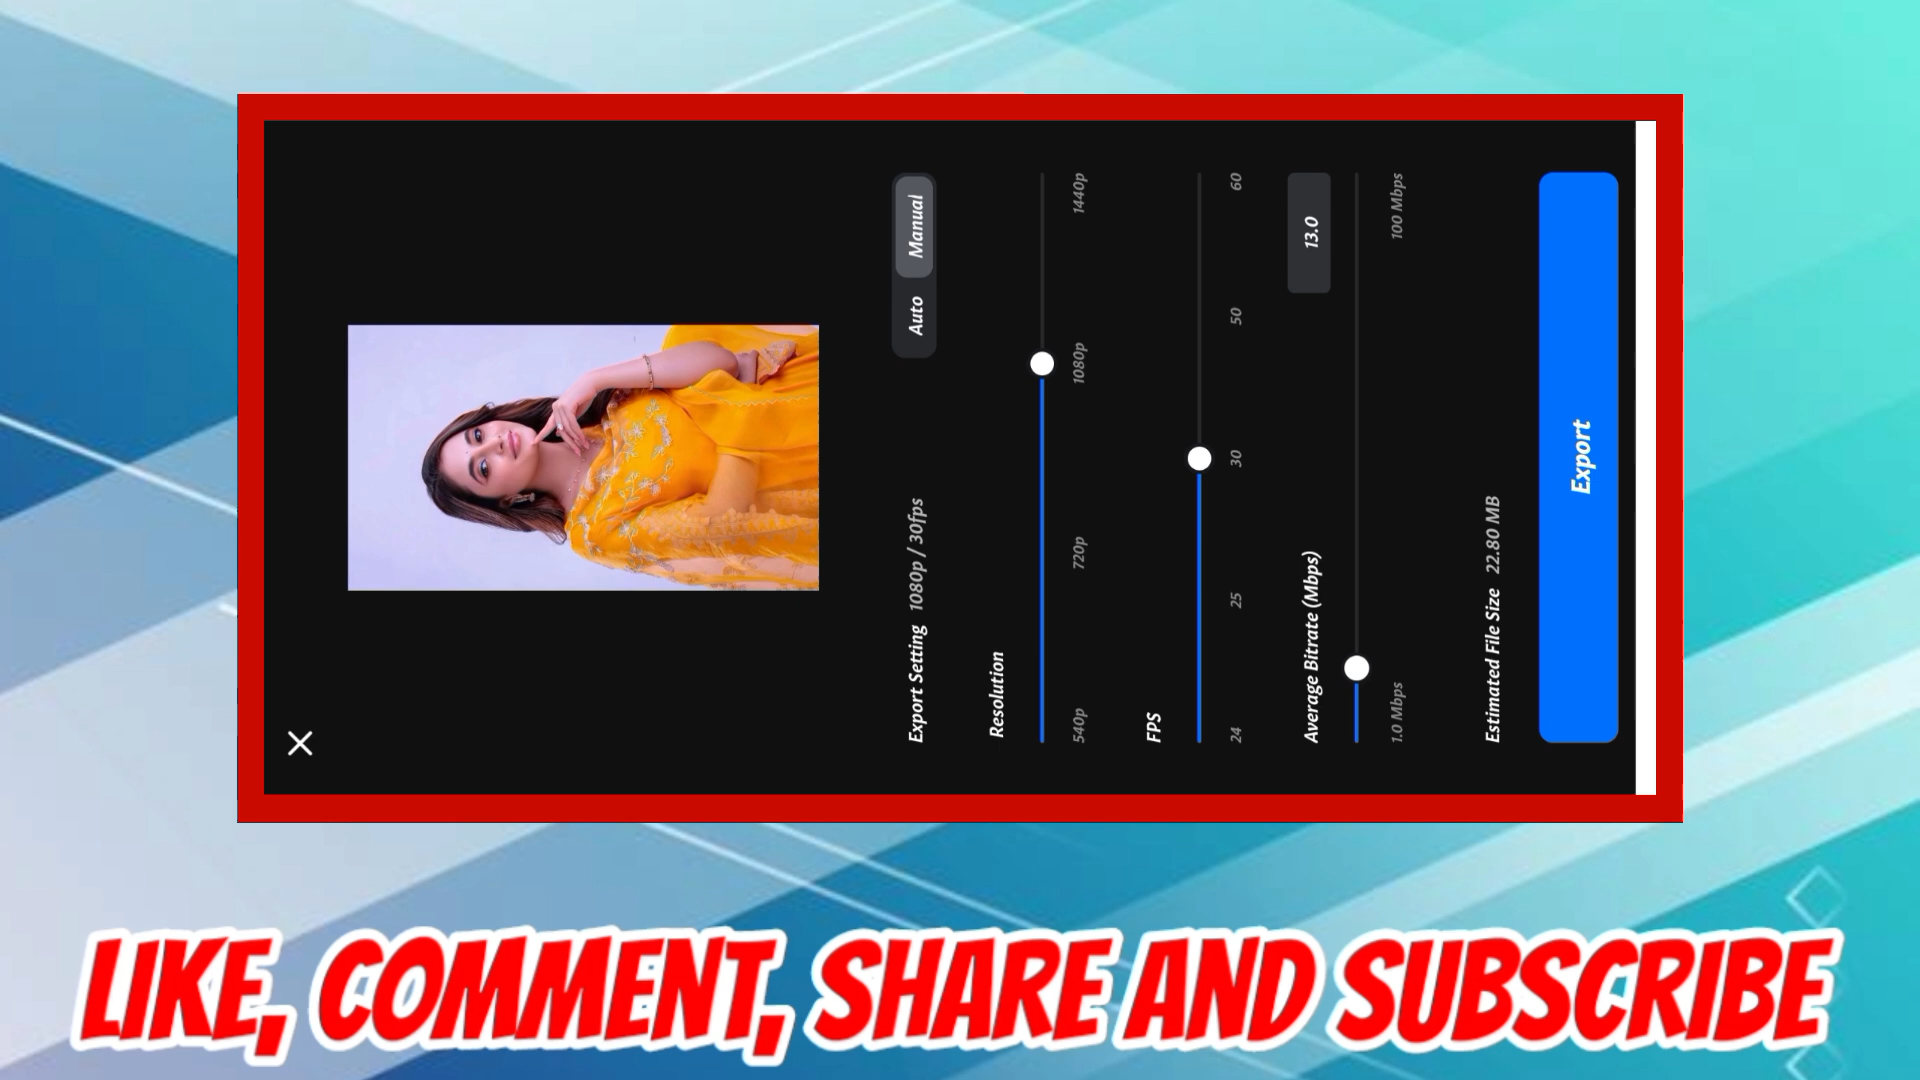 Export Setting 1080p / 30fps
Auto Manual
Resolution
540p 720p 1080p 1440p
FPS
24 25 30 50 60
Average Bitrate (Mbps) 13.0
1.0 Mbps 100 Mbps
Estimated File Size 22.80 MB
Export
LIKE, COMMENT, SHARE AND SUBSCRIBE